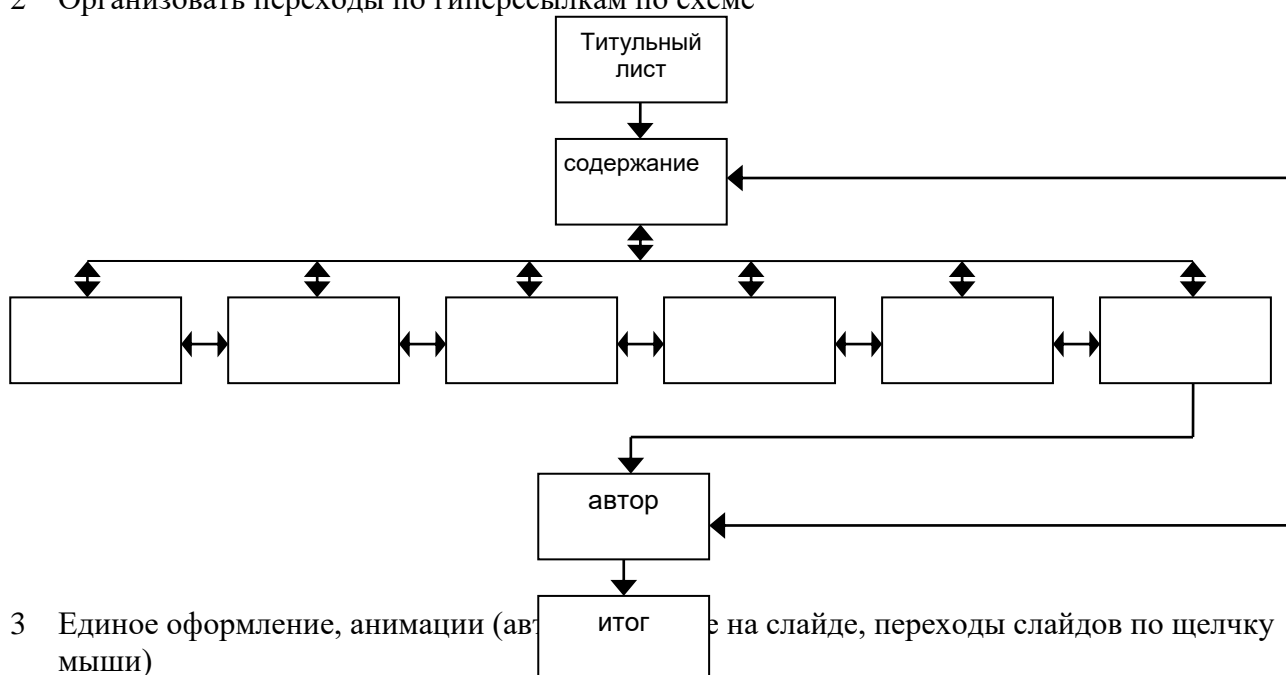 2 Организовать переходы по гиперссылкам по схеме
Титульный
лист
содержание
автор
итог
3 Единое оформление, анимации на слайде, переходы слайдов по щелчку
мыши)